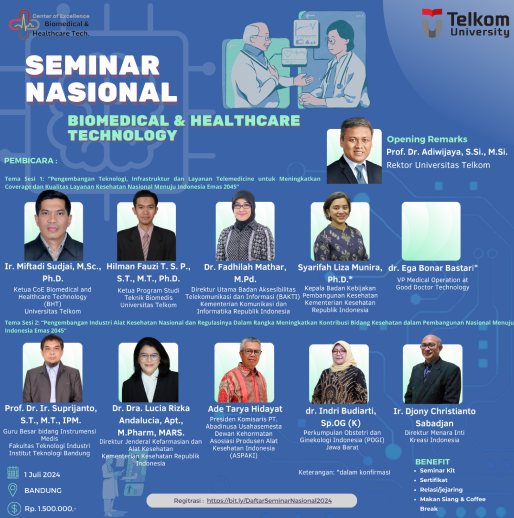 Center of Excellence
Biomedical &
Healthcare Tech.
Telkom
University
SEMINAR
NASIONAL
BIOMEDICAL & HEALTHCARE
TECHNOLOGY
Opening Remarks
Prof. Dr. Adiwijaya, S.Si., M.Si.
Rektor Universitas Telkom
PEMBICARA :
Tema Sesi 1: "Pengembangan Teknologi, Infrastruktur dan Layanan Telemedicine untuk Meningkatkan
Coverage dan Kualitas Layanan Kesehatan Nasional Menuju Indonesia Emas 2045"
Ir. Miftadi Sudjai, M,Sc.,
Ph.D.
Ketua CoE Biomedical and
Healthcare Technology
(BHT)
Universitas Telkom
Hilman Fauzi T. S. P.,
S.T., M.T., Ph.D.
Ketua Program Studi
Teknik Biomedis
Universitas Telkom
Dr. Fadhilah Mathar,
M.Pd.
Direktur Utama Badan Aksesibilitas
Telekomunikasi dan Informasi (BAKTI)
Kementerian Komunikasi dan
Informatika Republik Indonesia
Syarifah Liza Munira,
Ph.D.*
Kepala Badan Kebijakan
Pembangunan Kesehatan
Kementerian Kesehatan
Republik Indonesia
dr. Ega Bonar Bastari*
VP Medical Operation at
Good Doctor Technology
Tema Sesi 2: "Pengembangan Industri Alat Kesehatan Nasional dan Regulasinya Dalam Rangka Meningkatkan Kontribusi Bidang Kesehatan dalam Pembangunan Nasional Menuju
Indonesia Emas 2045"
Prof. Dr. Ir. Suprijanto,
S.T., M.T., IPM.
Guru Besar bidang Instrumensi
Medis
Fakultas Teknologi Industri
Institut Teknologi Bandung
Dr. Dra. Lucia Rizka
Andalucia, Apt.,
M.Pharm, MARS.
Direktur Jenderal Kefarmasian dan
Alat Kesehatan
Kementerian Kesehatan Republik
Indonesia
Ade Tarya Hidayat
Presiden Komisaris PT.
Abadinusa Usahasemesta
Dewan Kehormatan
Asosiasi Produsen Alat
Kesehatan Indonesia
(ASPAKI)
dr. Indri Budiarti,
Sp.OG (K)
Perkumpulan Obstetri dan
Ginekologi Indonesia (POGI)
Jawa Barat
Ir. Djony Christianto
Sabadjan
Direktur Menara Inti
Kreasi Indonesia
Keterangan: *dalam konfirmasi
BENEFIT
Seminar Kit
Sertifikat
Relasi/jejaring
Makan Siang & Coffee
Break
1 Juli 2024
BANDUNG
Rp. 1.500.000,-
Regitrasi : https://bit.ly/DaftarSeminarNasional2024